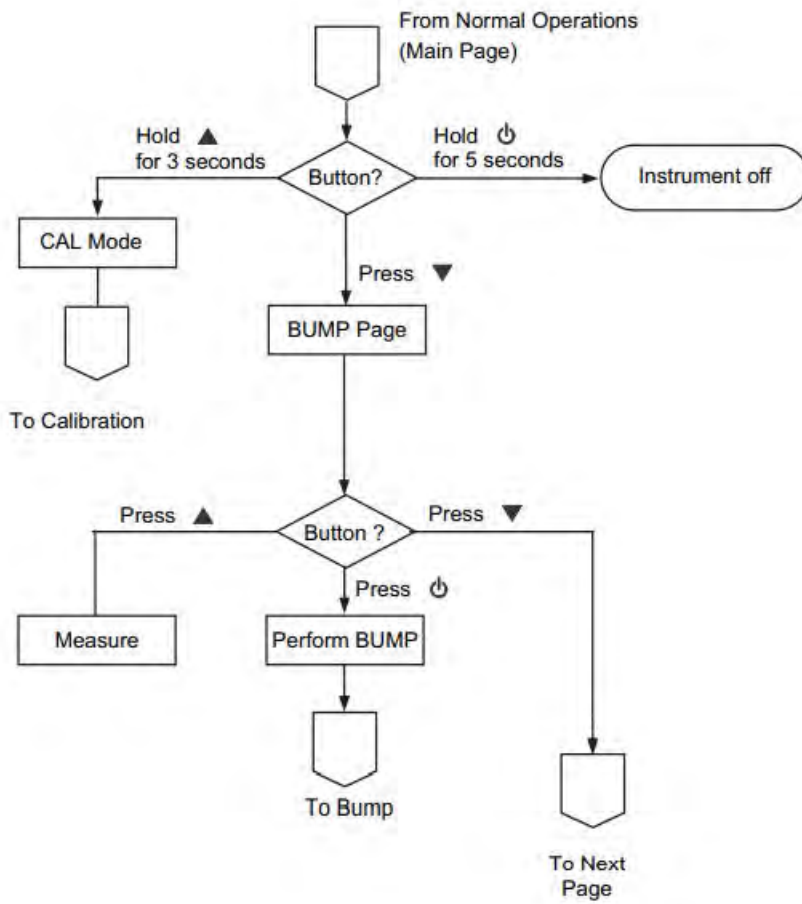 From Normal Operations
(Main Page)
Hold ▲
for 3 seconds
Button?
Hold ⏻
for 5 seconds
Instrument off
CAL Mode
Press ▼
BUMP Page
To Calibration
Press ▲
Button ?
Press ▼
Press ⏻
Measure
Perform BUMP
To Bump
To Next
Page